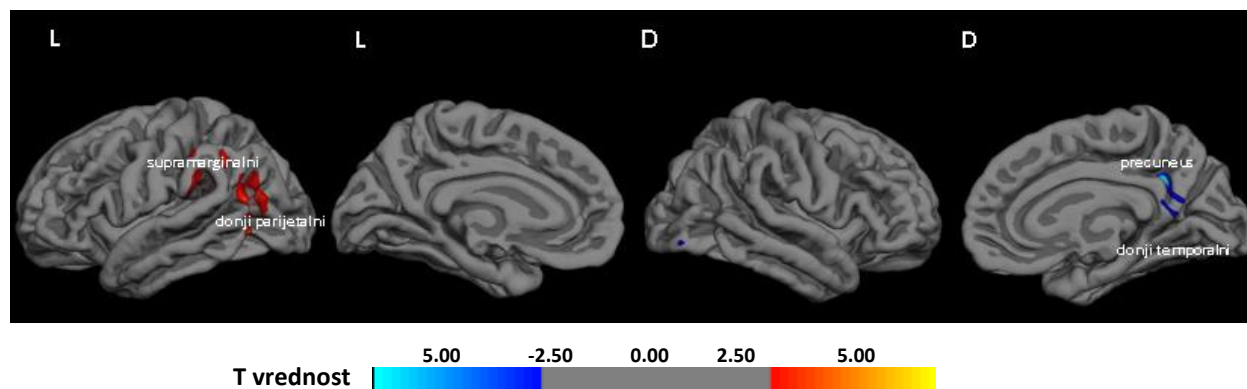 L
L
D
D
supramarginalni
donji parijetalni
precuneus
donji temporalni
5.00 -2.50 0.00 2.50 5.00
T vrednost